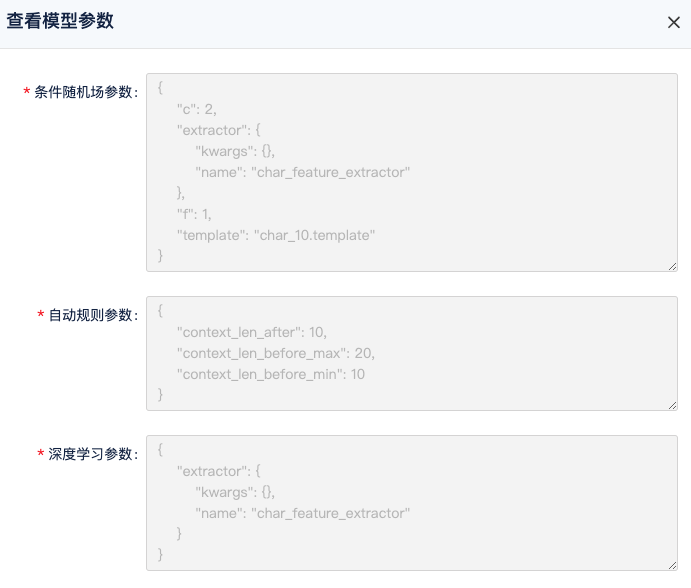 查看模型参数
* 条件随机场参数:
{
"c": 2,
"extractor": {
"kwargs": {},
"name": "char_feature_extractor"
},
"f": 1,
"template": "char_10.template"
}
* 自动规则参数:
{
"context_len_after": 10,
"context_len_before_max": 20,
"context_len_before_min": 10
}
* 深度学习参数:
{
"extractor": {
"kwargs": {},
"name": "char_feature_extractor"
}
}